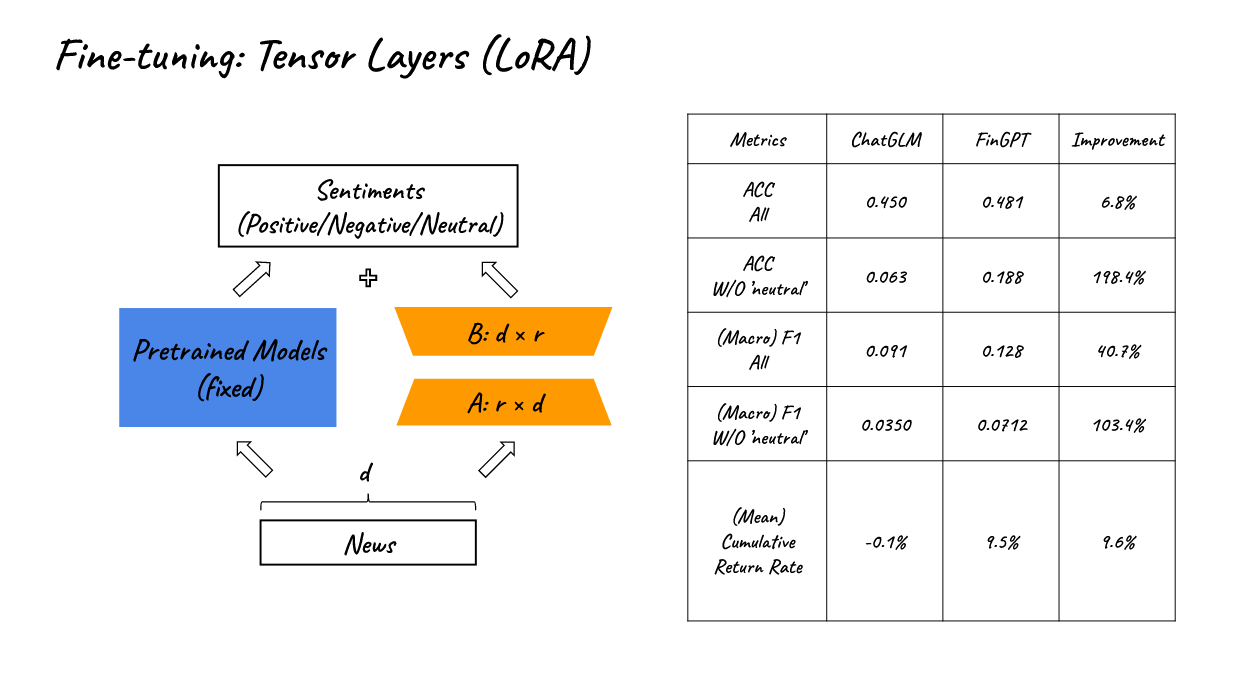 Fine-tuning: Tensor Layers (LoRA)
Sentiments
(Positive/Negative/Neutral)
Pretrained Models
(fixed)
B: d × r
A: r × d
d
News
Metrics ChatGLM FinGPT Improvement
ACC
All 0.450 0.481 6.8%
ACC
W/O 'neutral' 0.063 0.188 198.4%
(Macro) F1
All 0.091 0.128 40.7%
(Macro) F1
W/O 'neutral' 0.0350 0.0712 103.4%
(Mean)
Cumulative -0.1% 9.5% 9.6%
Return Rate